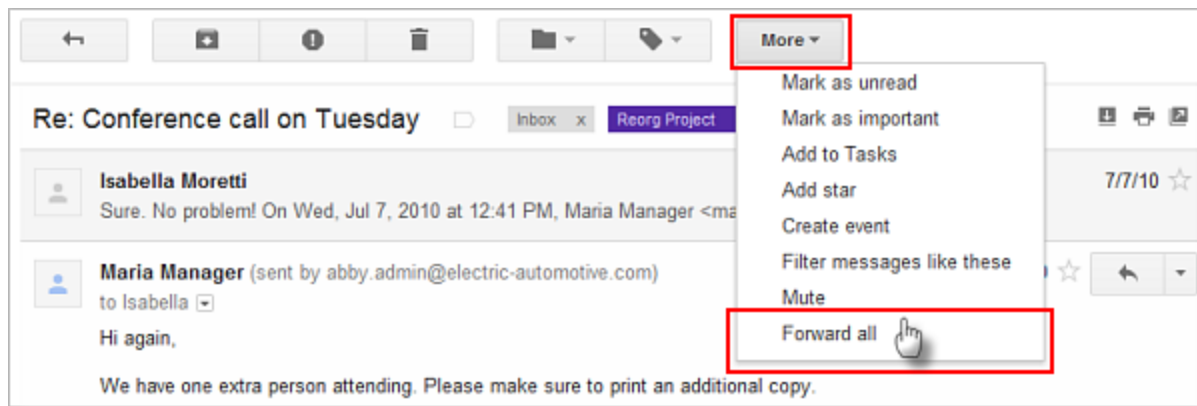 More
Mark as unread
Mark as important
Add to Tasks
Add star
Create event
Filter messages like these
Mute
Forward all
Re: Conference call on Tuesday
Inbox x
Reorg Project
Isabella Moretti
7/7/10
Sure. No problem! On Wed, Jul 7, 2010 at 12:41 PM, Maria Manager <ma
Maria Manager (sent by abby.admin@electric-automotive.com)
to Isabella
Hi again,
We have one extra person attending. Please make sure to print an additional copy.